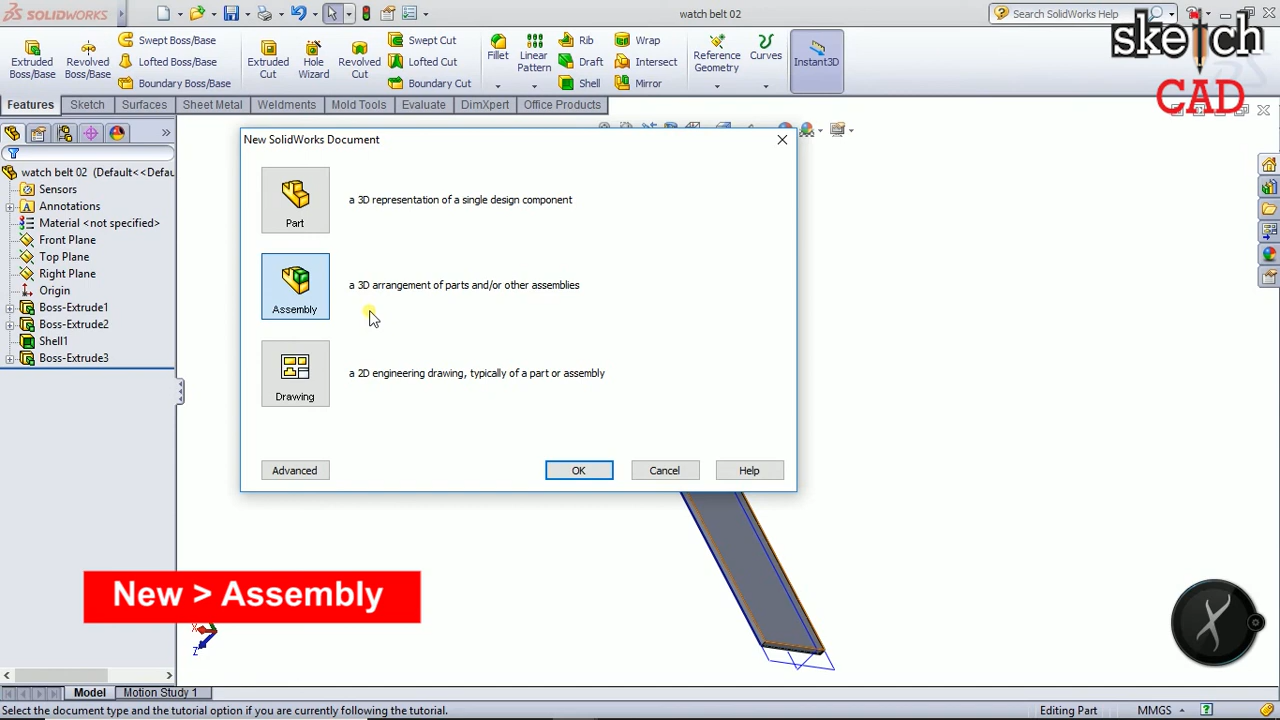 SOLIDWORKS
watch belt 02
Search SolidWorks Help
sketch
CAD
Extruded Boss/Base
Revolved Boss/Base
Swept Boss/Base
Lofted Boss/Base
Boundary Boss/Base
Extruded Cut
Hole Wizard
Revolved Cut
Swept Cut
Lofted Cut
Boundary Cut
Fillet
Linear Pattern
Rib
Draft
Shell
Wrap
Intersect
Mirror
Reference Geometry
Curves
Instant3D
Features
Sketch
Surfaces
Sheet Metal
Weldments
Mold Tools
Evaluate
DimXpert
Office Products
watch belt 02 (Default<<Defau
Sensors
Annotations
Material <not specified>
Front Plane
Top Plane
Right Plane
Origin
Boss-Extrude1
Boss-Extrude2
Shell1
Boss-Extrude3
New SolidWorks Document
Part
a 3D representation of a single design component
Assembly
a 3D arrangement of parts and/or other assemblies
Drawing
a 2D engineering drawing, typically of a part or assembly
Advanced
OK
Cancel
Help
New > Assembly
Z
Model
Motion Study 1
Select the document type and the tutorial option if you are currently following the tutorial.
Editing Part
MMGS